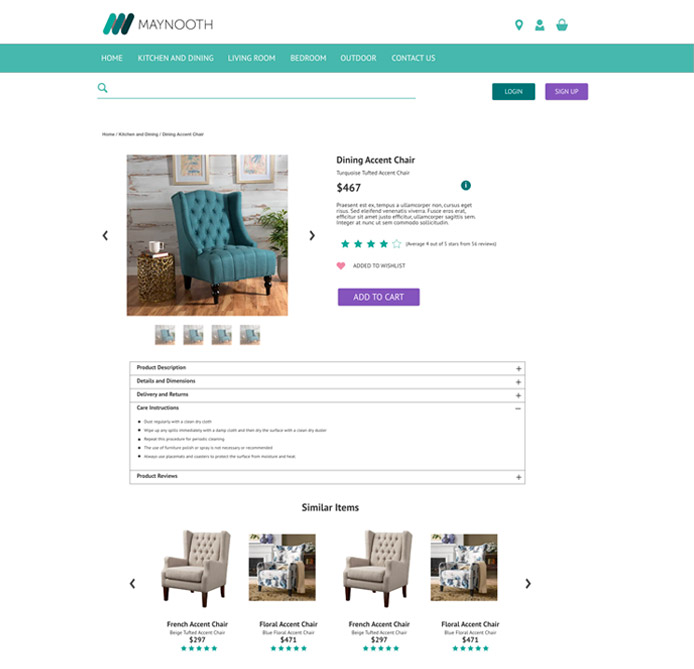 MAYNOOTH
HOME KITCHEN AND DINING LIVING ROOM BEDROOM OUTDOOR CONTACT US
LOGIN SIGN UP
Home / Kitchen and Dining / Dining Accent Chair
Dining Accent Chair
Turquoise Tufted Accent Chair
$467
i
Praesent est ex, tempus a ullamcorper non, cursus eget
risus. Sed eleifend venenatis viverra. Fusce eros erat,
efficitur sit amet justo efficitur, ullamcorper sagittis sem.
Integer at nunc ut sem commodo sollicitudin.
(Average 4 out of 5 stars from 56 reviews)
ADDED TO WISHLIST
ADD TO CART
Product Description
Details and Dimensions
Delivery and Returns
Care Instructions
Dust regularly with a clean dry cloth
Wipe up any spills immediately with a damp cloth and then dry the surface with a clean dry duster
Repeat this procedure for periodic cleaning
The use of furniture polish or spray is not necessary or recommended
Always use placemats and coasters to protect the surface from moisture and heat.
Product Reviews
Similar Items
French Accent Chair Floral Accent Chair French Accent Chair Floral Accent Chair
Beige Tufted Accent Chair Blue Floral Accent Chair Beige Tufted Accent Chair Blue Floral Accent Chair
$297 $471 $297 $471